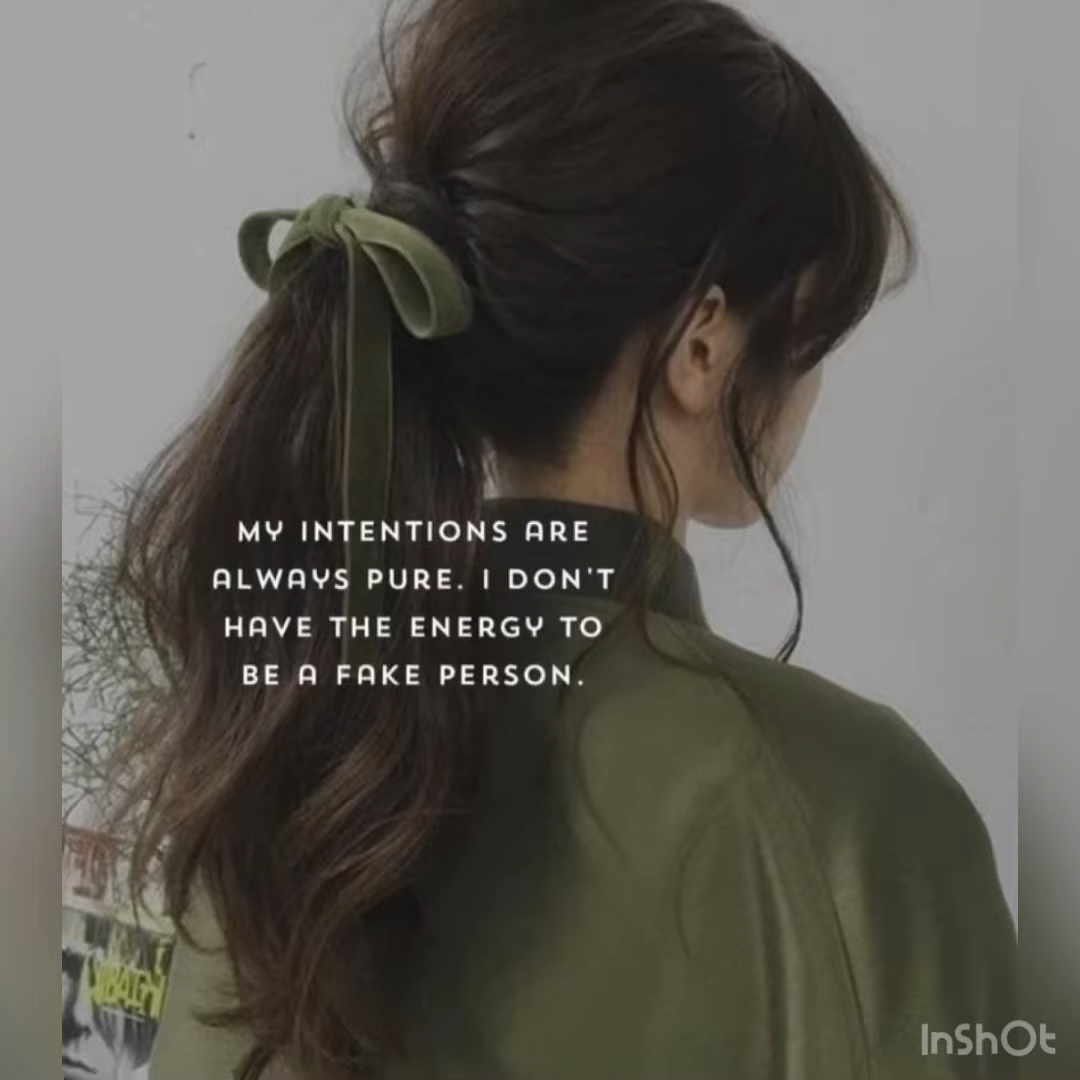 MY INTENTIONS ARE
ALWAYS PURE. I DON'T
HAVE THE ENERGY TO
BE A FAKE PERSON.
InShOt